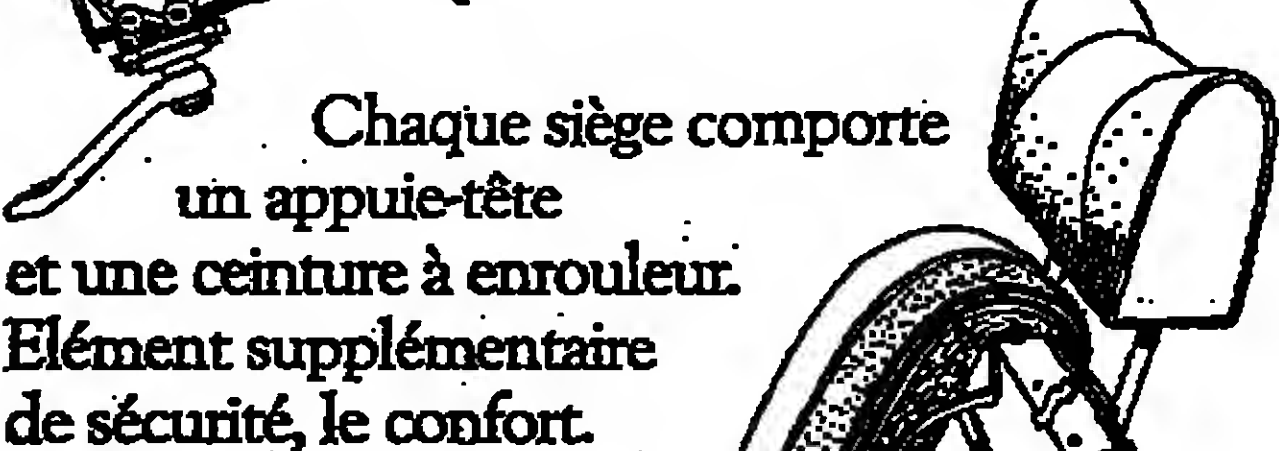 Chaque siège comporte
un appuie-tête
et une ceinture à enrouleur.
Elément supplémentaire
de sécurité, le confort.